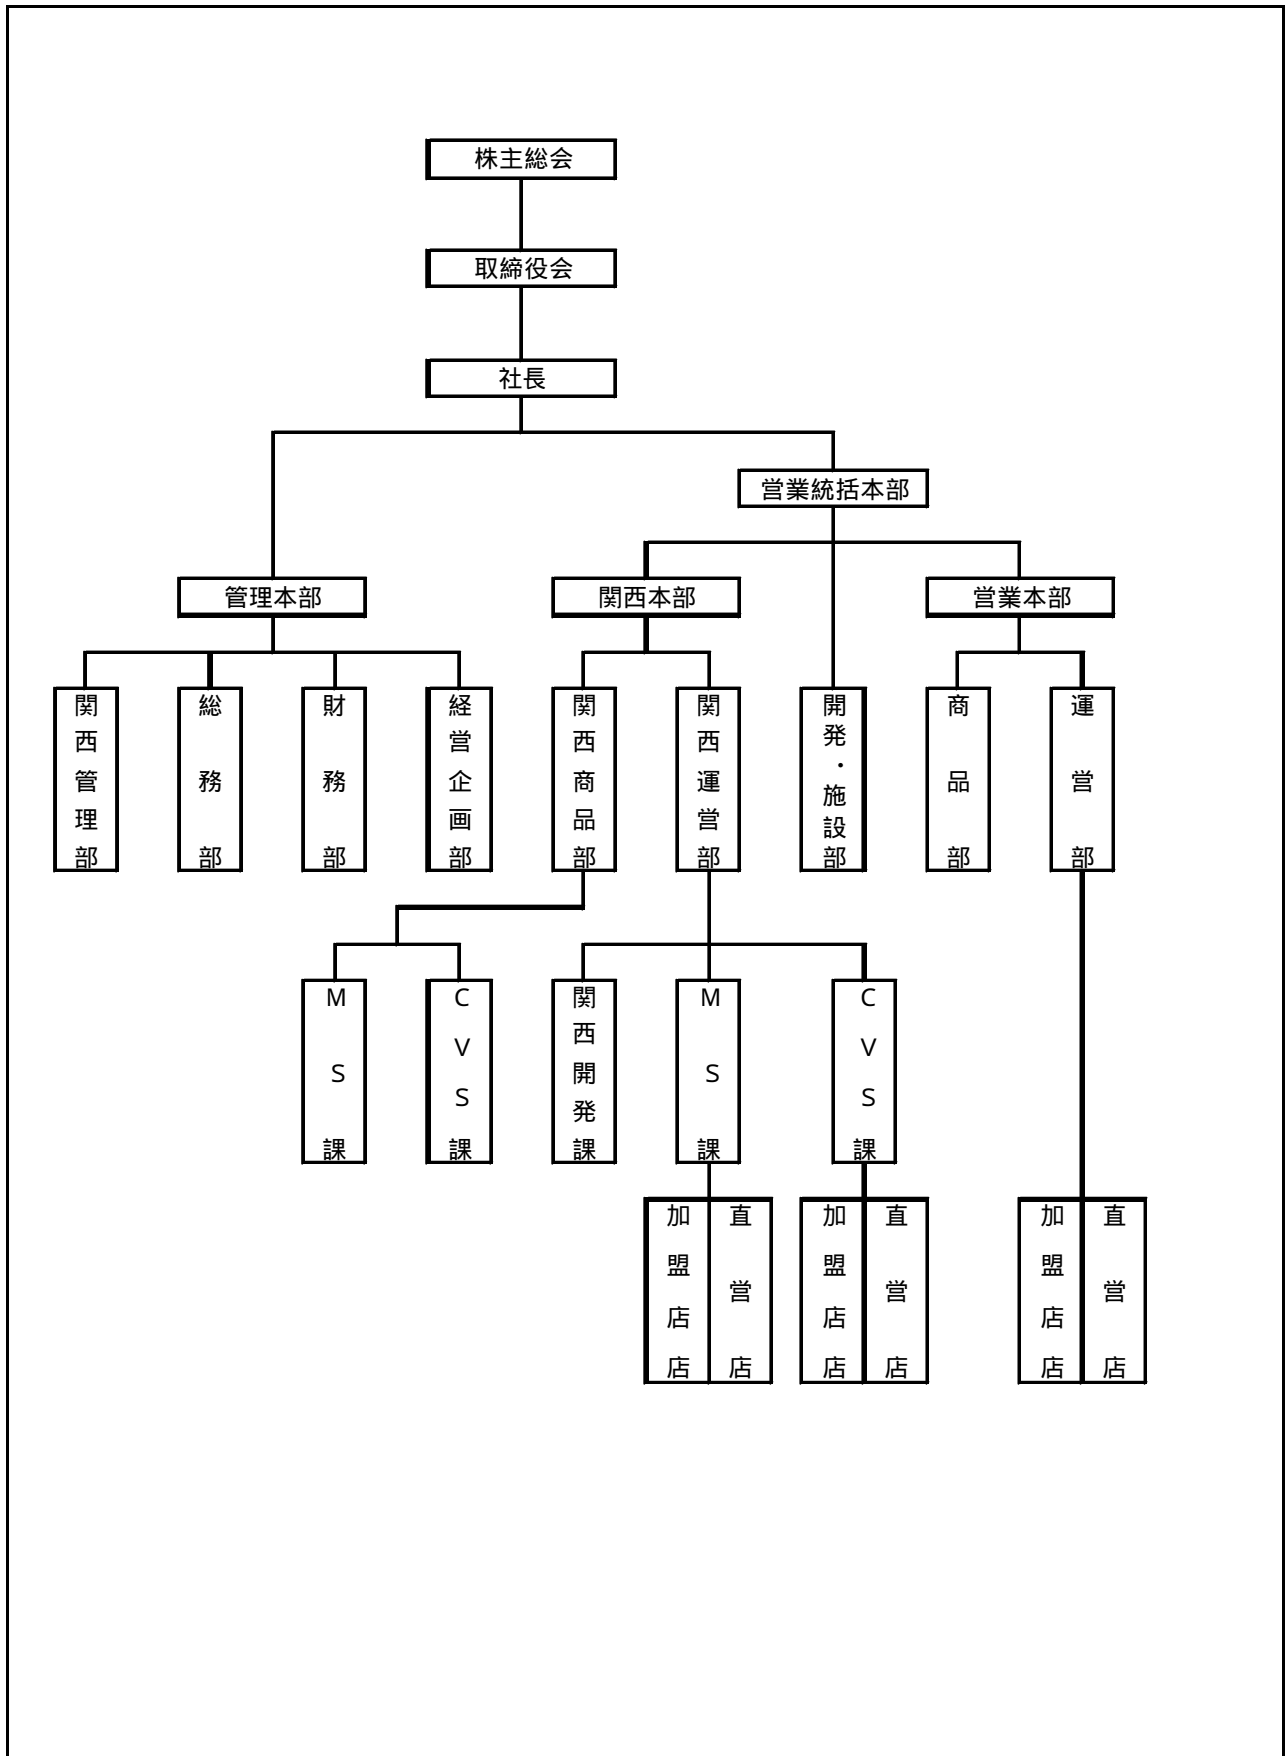 株主総会
取締役会
社長
営業統括本部
管理本部
関西本部
営業本部
関西管理部
総務部
財務部
経営企画部
関西商品部
関西運営部
開発・施設部
商品部
運営部
MS課
CVS課
関西開発課
MS課
CVS課
加盟店
直営店
加盟店
直営店
加盟店
直営店